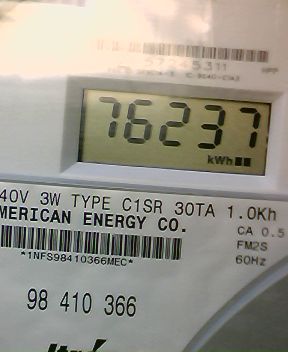 57245311
76237
kWh
40V 3W TYPE C1SR 30TA 1.0Kh
MERICAN ENERGY CO.
CA 0.5
FM2S
60Hz
*1NFS98410366MEC*
98 410 366